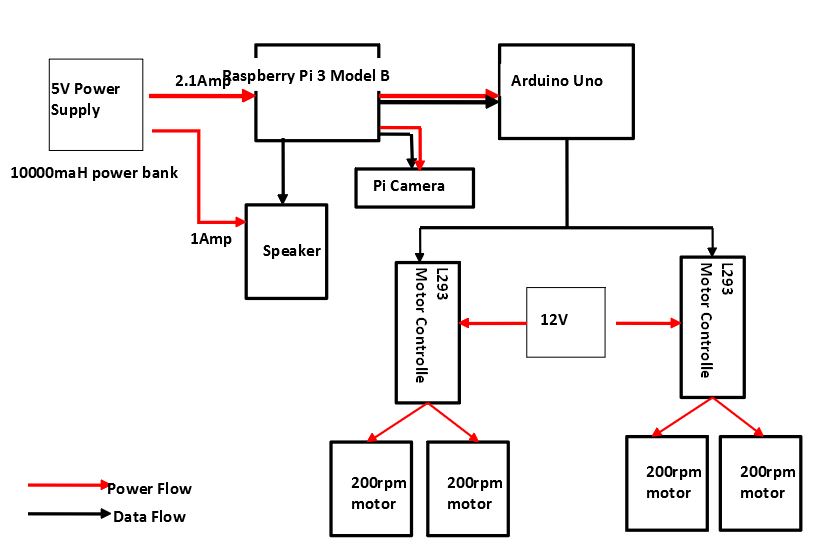 5V Power
Supply
2.1Amp
Raspberry Pi 3 Model B
Arduino Uno
10000maH power bank
Pi Camera
1Amp
Speaker
L293
Motor Controlle
12V
L293
Motor Controlle
200rpm
motor
200rpm
motor
200rpm
motor
200rpm
motor
Power Flow
Data Flow